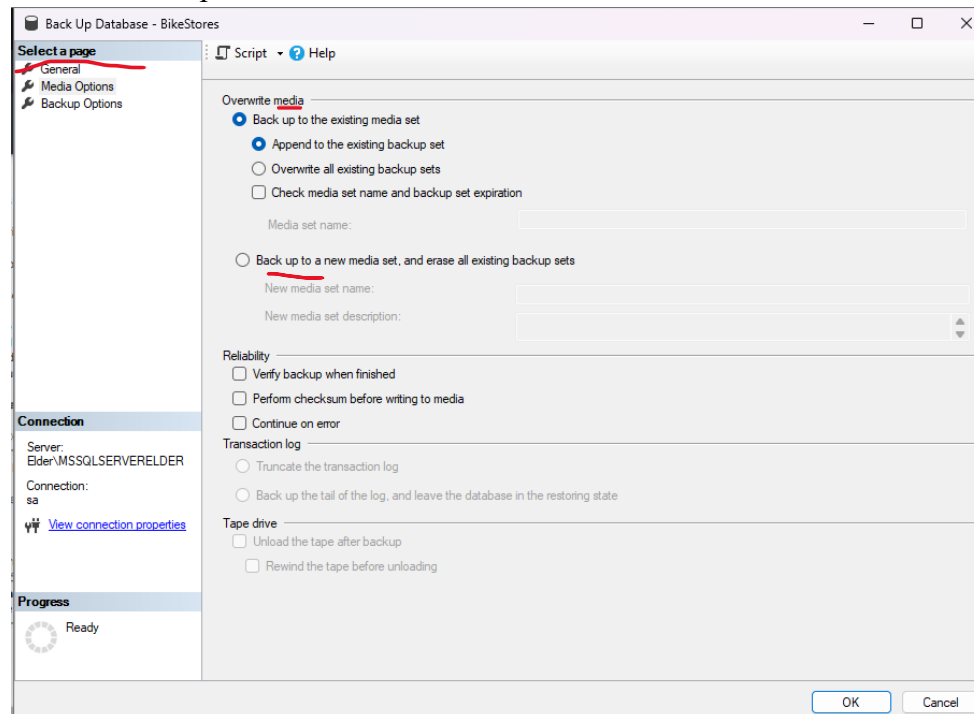 Back Up Database - BikeStores
Select a page
General
Media Options
Backup Options
Script Help
Overwrite media
Back up to the existing media set
Append to the existing backup set
Overwrite all existing backup sets
Check media set name and backup set expiration
Media set name:
Back up to a new media set, and erase all existing backup sets
New media set name:
New media set description:
Reliability
Verify backup when finished
Perform checksum before writing to media
Continue on error
Transaction log
Truncate the transaction log
Back up the tail of the log, and leave the database in the restoring state
Tape drive
Unload the tape after backup
Rewind the tape before unloading
Connection
Server:
Elder\MSSQLSERVERELDER
Connection:
sa
View connection properties
Progress
Ready
OK Cancel